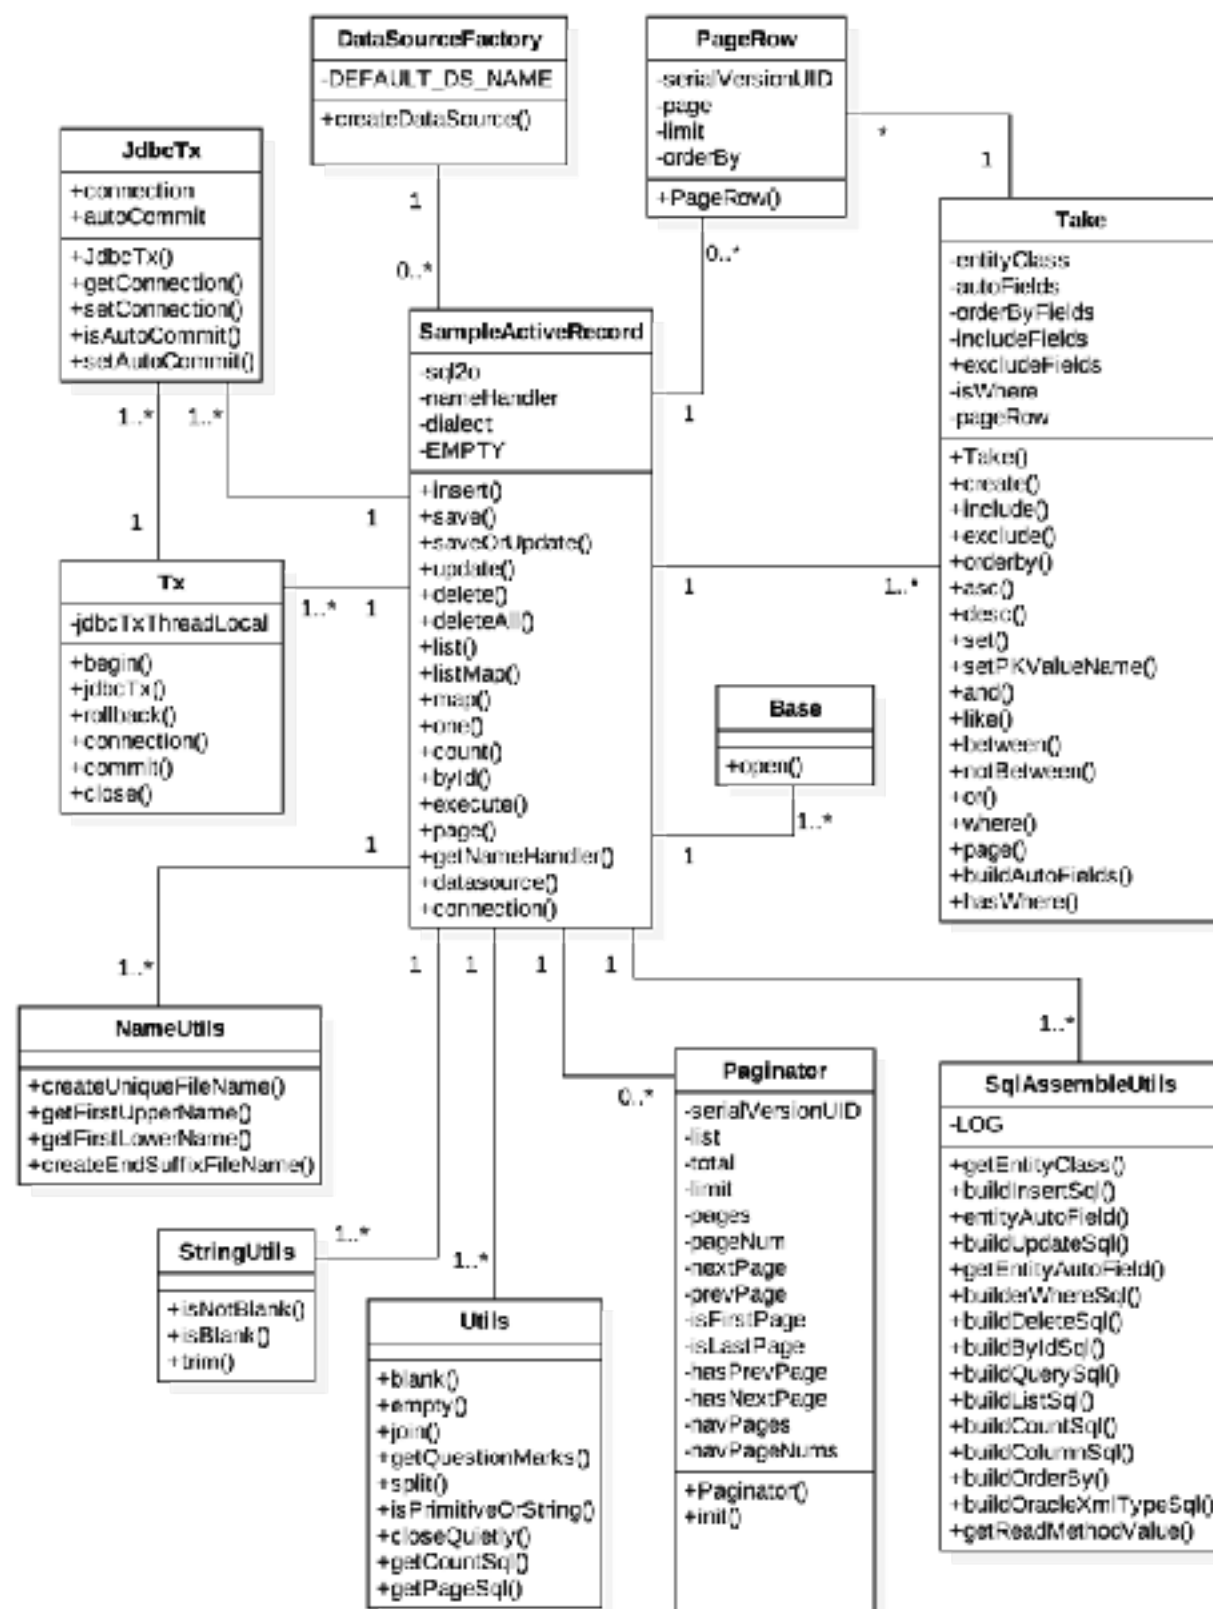 DataSourceFactory
-DEFAULT_DS_NAME
+createDataSource()
PageRow
-serialVersionUID
-page
-limit
-orderBy
+PageRow()
*
1
JdbcTx
+connection
+autoCommit
+JdbcTx()
+getConnection()
+setConnection()
+isAutoCommit()
+setAutoCommit()
1
0..*
0..*
Take
-entityClass
-autoFields
-orderByFields
-includeFields
+excludeFields
-isWhere
-pageRow
+Take()
+create()
+include()
+exclude()
+orderby()
+asc()
+desc()
+set()
+setPKValueName()
+and()
+like()
+between()
+notBetween()
+or()
+where()
+page()
+buildAutoFields()
+hasWhere()
SampleActiveRecord
-sql2o
-nameHandler
-dialect
-EMPTY
+insert()
+save()
+saveOrUpdate()
+update()
+delete()
+deleteAll()
+list()
+listMap()
+map()
+one()
+count()
+byId()
+execute()
+page()
+getNameHandler()
+datasource()
+connection()
1..*
1..*
1
1
1
1
1..*
Tx
-jdbcTxThreadLocal
+begin()
+jdbcTx()
+rollback()
+connection()
+commit()
+close()
1..*
1
Base
+open()
1..*
1
1
1..*
1
1
1
1
1..*
NameUtils
+createUniqueFileName()
+getFirstUpperName()
+getFirstLowerName()
+createEndSuffixFileName()
StringUtils
+isNotBlank()
+isBlank()
+trim()
1..*
1..*
0..*
Utils
+blank()
+empty()
+join()
+getQuestionMarks()
+split()
+isPrimitiveOrString()
+closeQuietly()
+getCountSql()
+getPageSql()
Paginator
-serialVersionUID
-list
-total
-limit
-pages
-pageNum
-nextPage
-prevPage
-isFirstPage
-isLastPage
-hasPrevPage
-hasNextPage
-navPages
-navPageNums
+Paginator()
+init()
SqlAssembleUtils
-LOG
+getEntityClass()
+buildInsertSql()
+entityAutoField()
+buildUpdateSql()
+getEntityAutoField()
+builderWhereSql()
+buildDeleteSql()
+buildByIdSql()
+buildQuerySql()
+buildListSql()
+buildCountSql()
+buildColumnSql()
+buildOrderBy()
+buildOracleXmlTypeSql()
+getReadMethodValue()